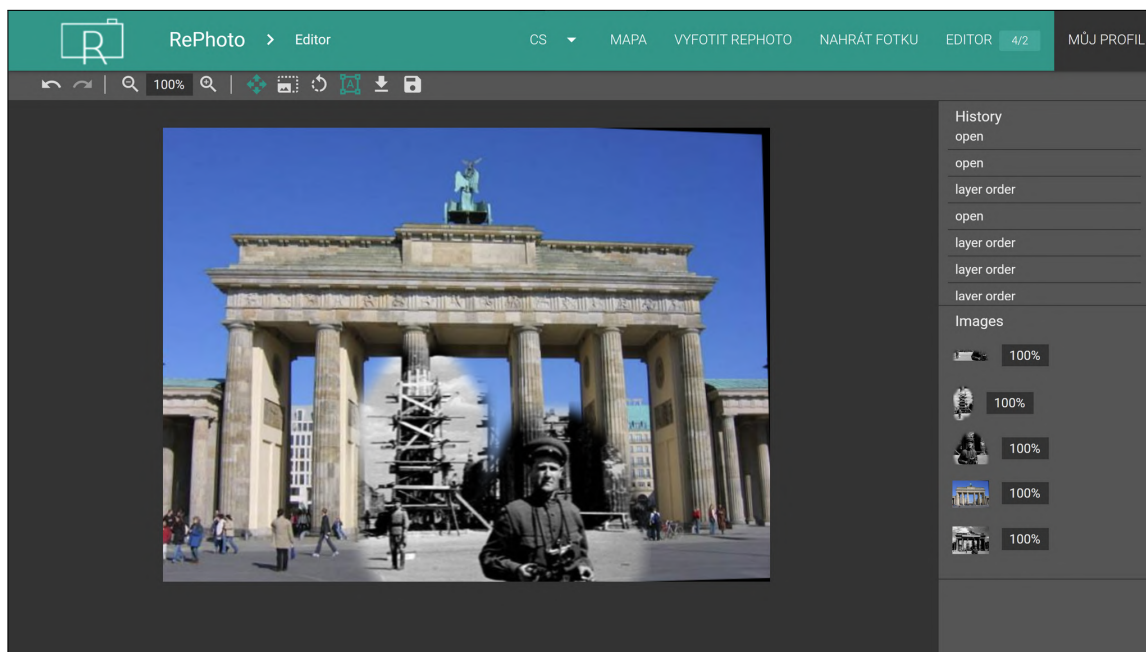 R
RePhoto > Editor
CS
MAPA
VYFOTIT REPHOTO
NAHRÁT FOTKU
EDITOR 4/2
MŮJ PROFIL
100%
A
History
open
open
layer order
open
layer order
layer order
layer order
Images
100%
100%
100%
100%
100%